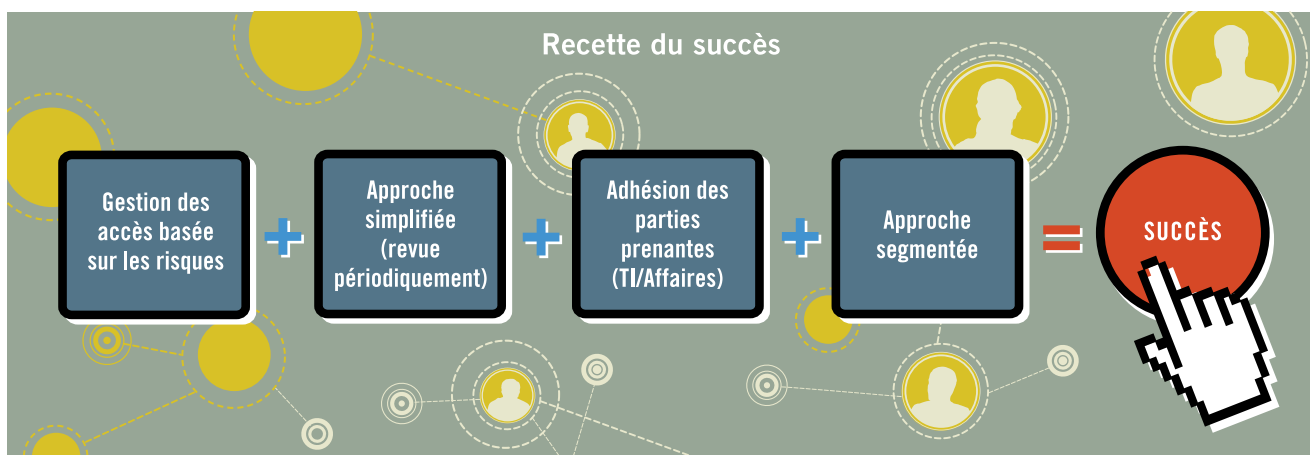 Recette du succès
Gestion des
accès basée
sur les risques
Approche
simplifiée
(revue
périodiquement)
Adhésion des
parties
prenantes
(TI/Affaires)
Approche
segmentée
SUCCÈS